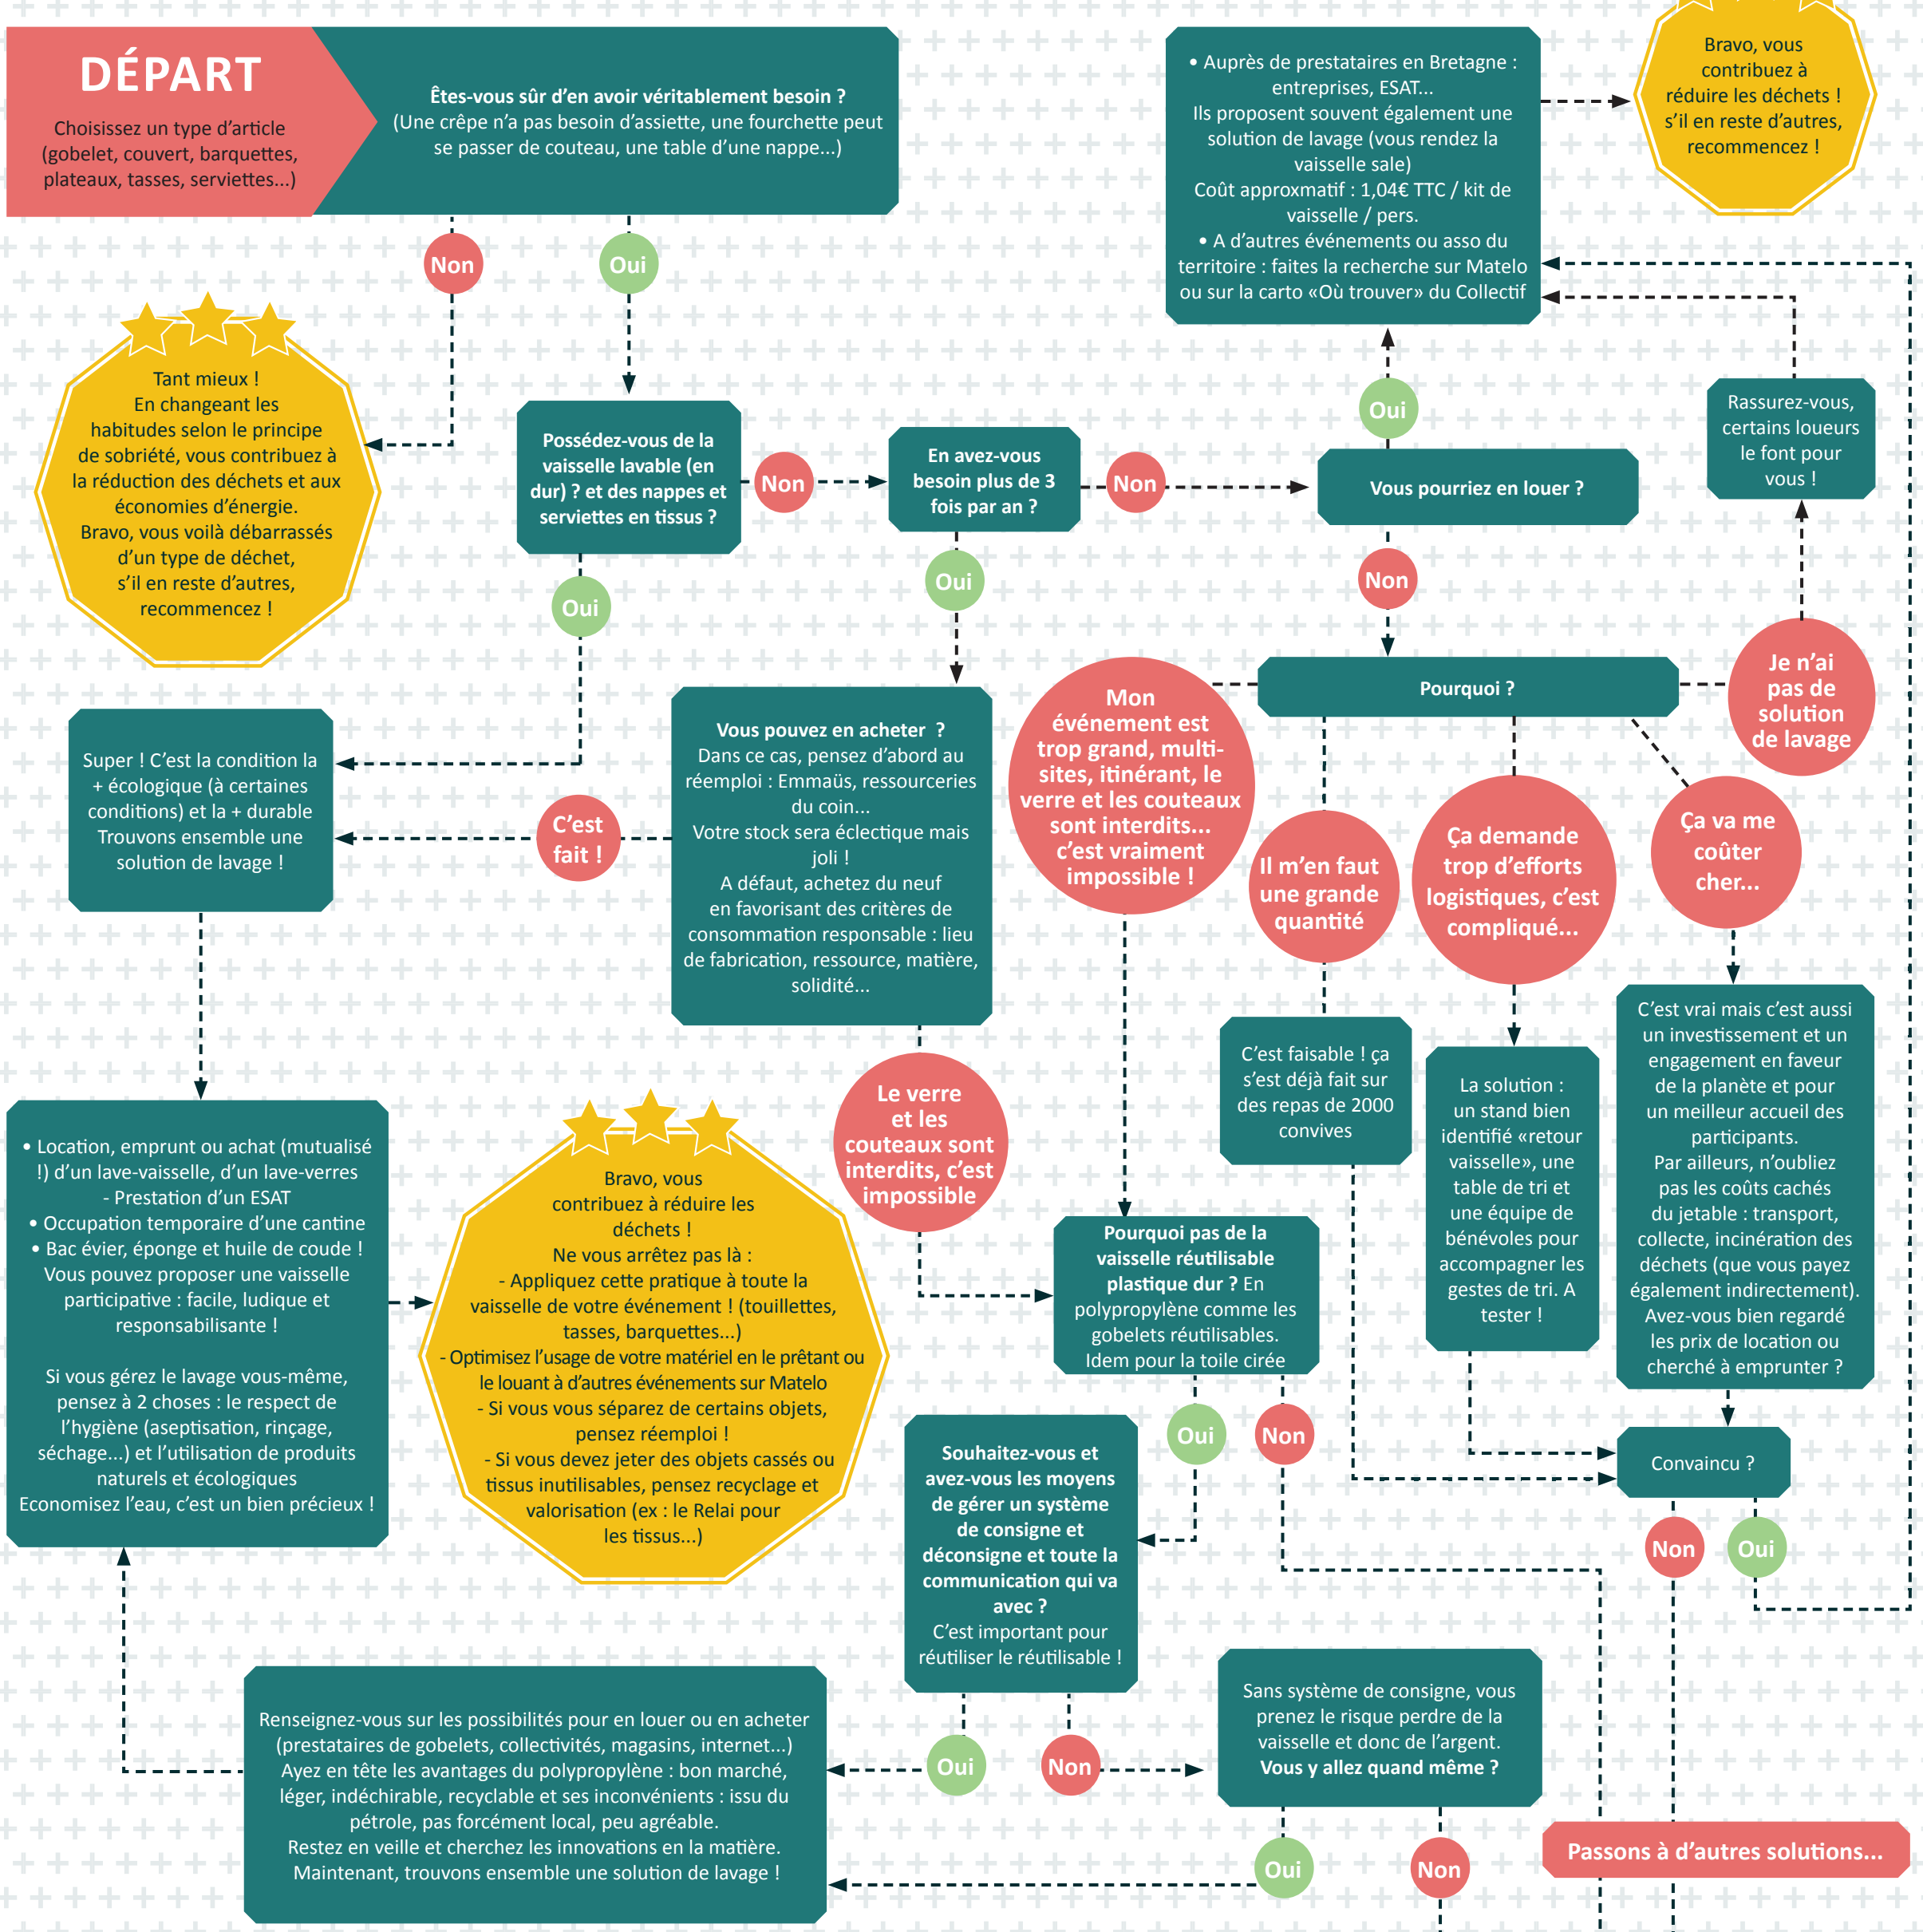 DÉPART
Choisissez un type d'article
(gobelet, couvert, barquettes,
plateaux, tasses, serviettes...)
Êtes-vous sûr d'en avoir véritablement besoin ?
(Une crêpe n'a pas besoin d'assiette, une fourchette peut
se passer de couteau, une table d'une nappe...)
Non
Oui
Tant mieux !
En changeant les
habitudes selon le principe
de sobriété, vous contribuez à
la réduction des déchets et aux
économies d'énergie.
Bravo, vous voilà débarrassés
d'un type de déchet,
s'il en reste d'autres,
recommencez !
Possédez-vous de la
vaisselle lavable (en
dur) ? et des nappes et
serviettes en tissus ?
Non
Oui
En avez-vous
besoin plus de 3
fois par an ?
Non
Oui
Vous pourriez en louer ?
Oui
Non
• Auprès de prestataires en Bretagne :
entreprises, ESAT...
Ils proposent souvent également une
solution de lavage (vous rendez la
vaisselle sale)
Coût approxmatif : 1,04€ TTC / kit de
vaisselle / pers.
• A d'autres événements ou asso du
territoire : faites la recherche sur Matelo
ou sur la carto «Où trouver» du Collectif
Bravo, vous
contribuez à
réduire les déchets !
s'il en reste d'autres,
recommencez !
Rassurez-vous,
certains loueurs
le font pour
vous !
Pourquoi ?
Je n'ai
pas de
solution
de lavage
Mon
événement est
trop grand, multi-
sites, itinérant, le
verre et les couteaux
sont interdits...
c'est vraiment
impossible !
Il m'en faut
une grande
quantité
Ça demande
trop d'efforts
logistiques, c'est
compliqué...
Ça va me
coûter
cher...
Super ! C'est la condition la
+ écologique (à certaines
conditions) et la + durable
Trouvons ensemble une
solution de lavage !
C'est
fait !
Vous pouvez en acheter ?
Dans ce cas, pensez d'abord au
réemploi : Emmaüs, ressourceries
du coin...
Votre stock sera éclectique mais
joli !
A défaut, achetez du neuf
en favorisant des critères de
consommation responsable : lieu
de fabrication, ressource, matière,
solidité...
Le verre
et les
couteaux sont
interdits, c'est
impossible
C'est faisable ! ça
s'est déjà fait sur
des repas de 2000
convives
La solution :
un stand bien
identifié «retour
vaisselle», une
table de tri et
une équipe de
bénévoles pour
accompagner les
gestes de tri. A
tester !
C'est vrai mais c'est aussi
un investissement et un
engagement en faveur
de la planète et pour
un meilleur accueil des
participants.
Par ailleurs, n'oubliez
pas les coûts cachés
du jetable : transport,
collecte, incinération des
déchets (que vous payez
également indirectement).
Avez-vous bien regardé
les prix de location ou
cherché à emprunter ?
• Location, emprunt ou achat (mutualisé
!) d'un lave-vaisselle, d'un lave-verres
- Prestation d'un ESAT
• Occupation temporaire d'une cantine
• Bac évier, éponge et huile de coude !
Vous pouvez proposer une vaisselle
participative : facile, ludique et
responsabilisante !
Si vous gérez le lavage vous-même,
pensez à 2 choses : le respect de
l'hygiène (aseptisation, rinçage,
séchage...) et l'utilisation de produits
naturels et écologiques
Economisez l'eau, c'est un bien précieux !
Bravo, vous
contribuez à réduire les
déchets !
Ne vous arrêtez pas là :
- Appliquez cette pratique à toute la
vaisselle de votre événement ! (touillettes,
tasses, barquettes...)
- Optimisez l'usage de votre matériel en le prêtant ou
le louant à d'autres événements sur Matelo
- Si vous vous séparez de certains objets,
pensez réemploi !
- Si vous devez jeter des objets cassés ou
tissus inutilisables, pensez recyclage et
valorisation (ex : le Relai pour
les tissus...)
Pourquoi pas de la
vaisselle réutilisable
plastique dur ? En
polypropylène comme les
gobelets réutilisables.
Idem pour la toile cirée
Oui
Non
Convaincu ?
Non
Oui
Souhaitez-vous et
avez-vous les moyens
de gérer un système
de consigne et
déconsigne et toute la
communication qui va
avec ?
C'est important pour
réutiliser le réutilisable !
Oui
Non
Sans système de consigne, vous
prenez le risque perdre de la
vaisselle et donc de l'argent.
Vous y allez quand même ?
Oui
Non
Renseignez-vous sur les possibilités pour en louer ou en acheter
(prestataires de gobelets, collectivités, magasins, internet...)
Ayez en tête les avantages du polypropylène : bon marché,
léger, indéchirable, recyclable et ses inconvénients : issu du
pétrole, pas forcément local, peu agréable.
Restez en veille et cherchez les innovations en la matière.
Maintenant, trouvons ensemble une solution de lavage !
Passons à d'autres solutions...